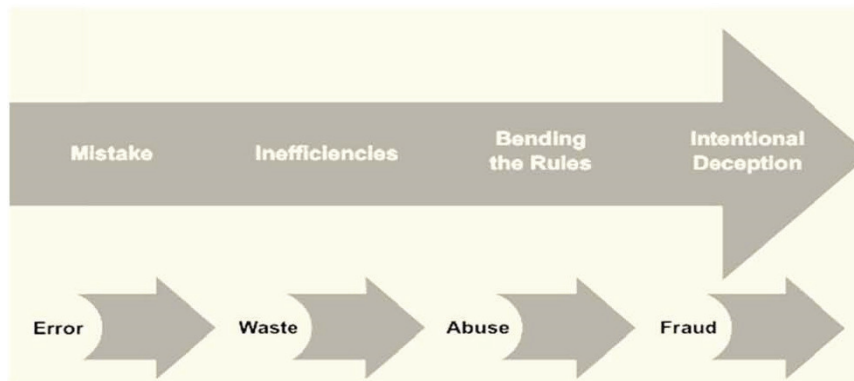 Mistake
Inefficiencies
Bending
the Rules
Intentional
Deception
Error
Waste
Abuse
Fraud